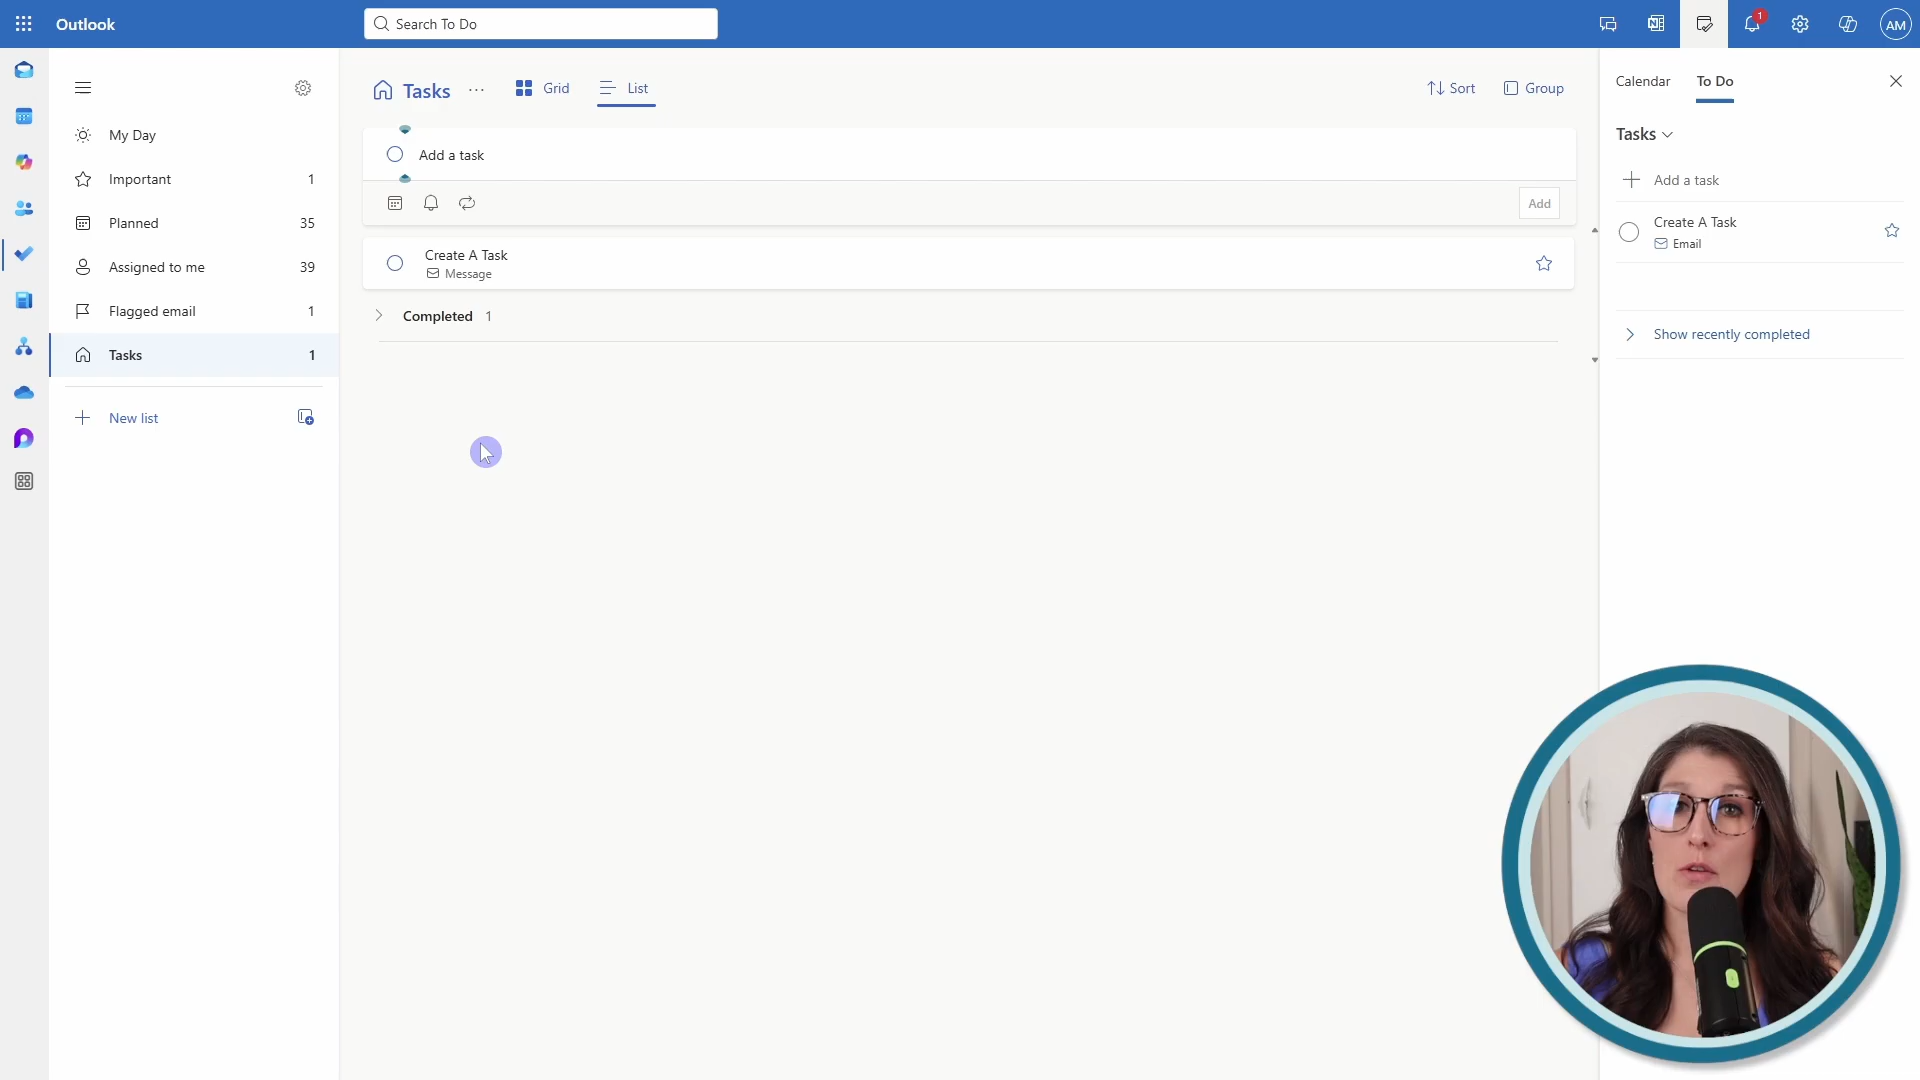 Outlook
Search To Do
1
AM
Tasks
Grid
List
Sort
Group
Calendar
To Do
My Day
Important 1
Planned 35
Assigned to me 39
Flagged email 1
Tasks 1
New list
Add a task
Add
Create A Task
Message
Completed 1
Tasks
Add a task
Create A Task
Email
Show recently completed